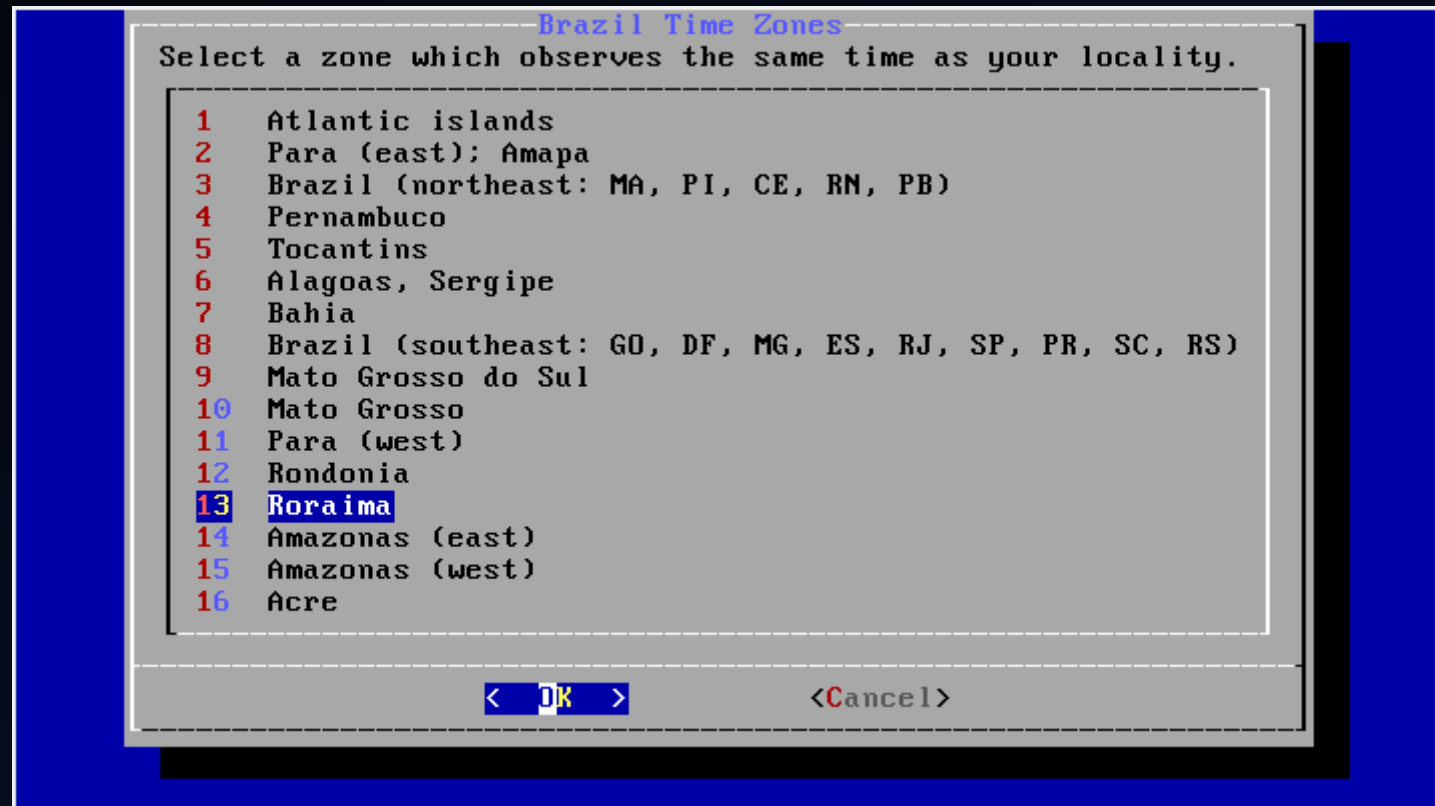 Brazil Time Zones
Select a zone which observes the same time as your locality.
1 Atlantic islands
2 Para (east); Amapa
3 Brazil (northeast: MA, PI, CE, RN, PB)
4 Pernambuco
5 Tocantins
6 Alagoas, Sergipe
7 Bahia
8 Brazil (southeast: GO, DF, MG, ES, RJ, SP, PR, SC, RS)
9 Mato Grosso do Sul
10 Mato Grosso
11 Para (west)
12 Rondonia
13 Roraima
14 Amazonas (east)
15 Amazonas (west)
16 Acre
< OK > <Cancel>